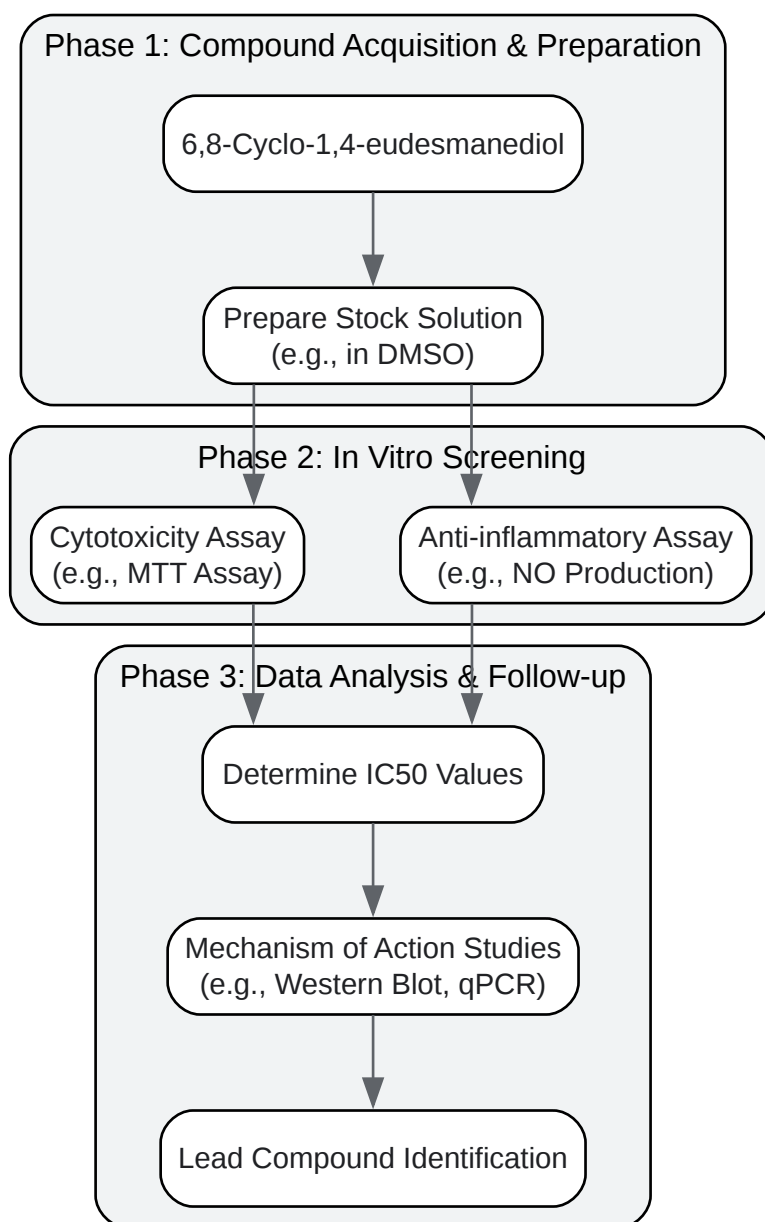 Phase 1: Compound Acquisition & Preparation
6,8-Cyclo-1,4-eudesmanediol
Prepare Stock Solution
(e.g., in DMSO)
Phase 2: In Vitro Screening
Cytotoxicity Assay
(e.g., MTT Assay)
Anti-inflammatory Assay
(e.g., NO Production)
Phase 3: Data Analysis & Follow-up
Determine IC50 Values
Mechanism of Action Studies
(e.g., Western Blot, qPCR)
Lead Compound Identification